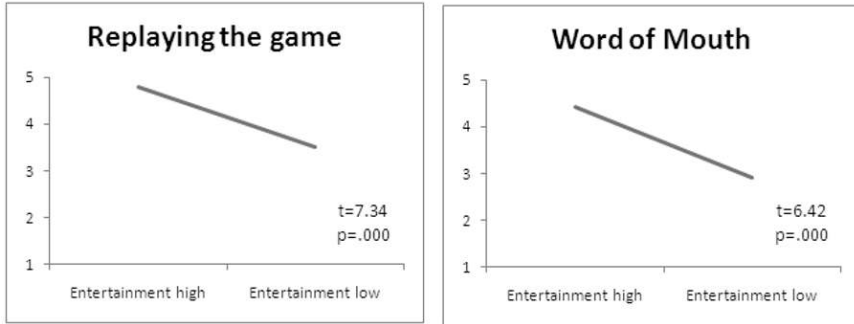 Replaying the game
5
4
3
2
1
t=7.34
p=.000
Entertainment high
Entertainment low
Word of Mouth
5
4
3
2
1
t=6.42
p=.000
Entertainment high
Entertainment low